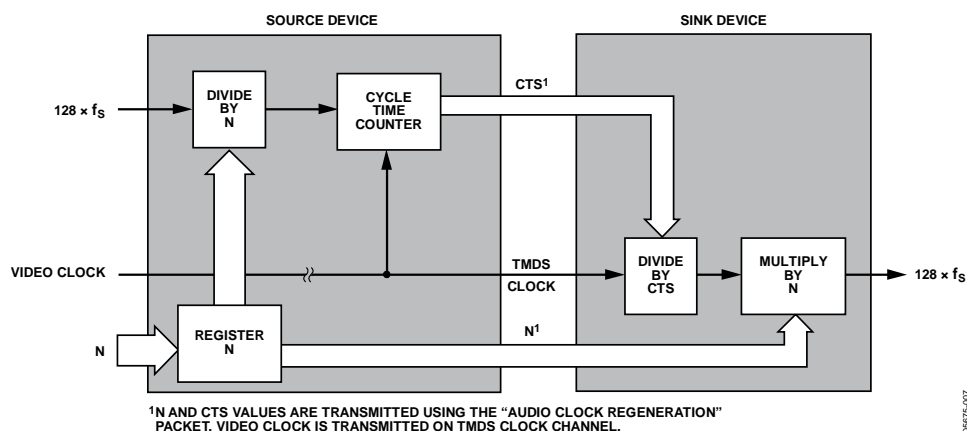 SOURCE DEVICE
SINK DEVICE
128 × fS
DIVIDE
BY
N
CYCLE
TIME
COUNTER
CTS1
VIDEO CLOCK
TMDS
CLOCK
DIVIDE
BY
CTS
MULTIPLY
BY
N
128 × fS
N
REGISTER
N
N1
1N AND CTS VALUES ARE TRANSMITTED USING THE “AUDIO CLOCK REGENERATION”
PACKET. VIDEO CLOCK IS TRANSMITTED ON TMDS CLOCK CHANNEL.
05675-007